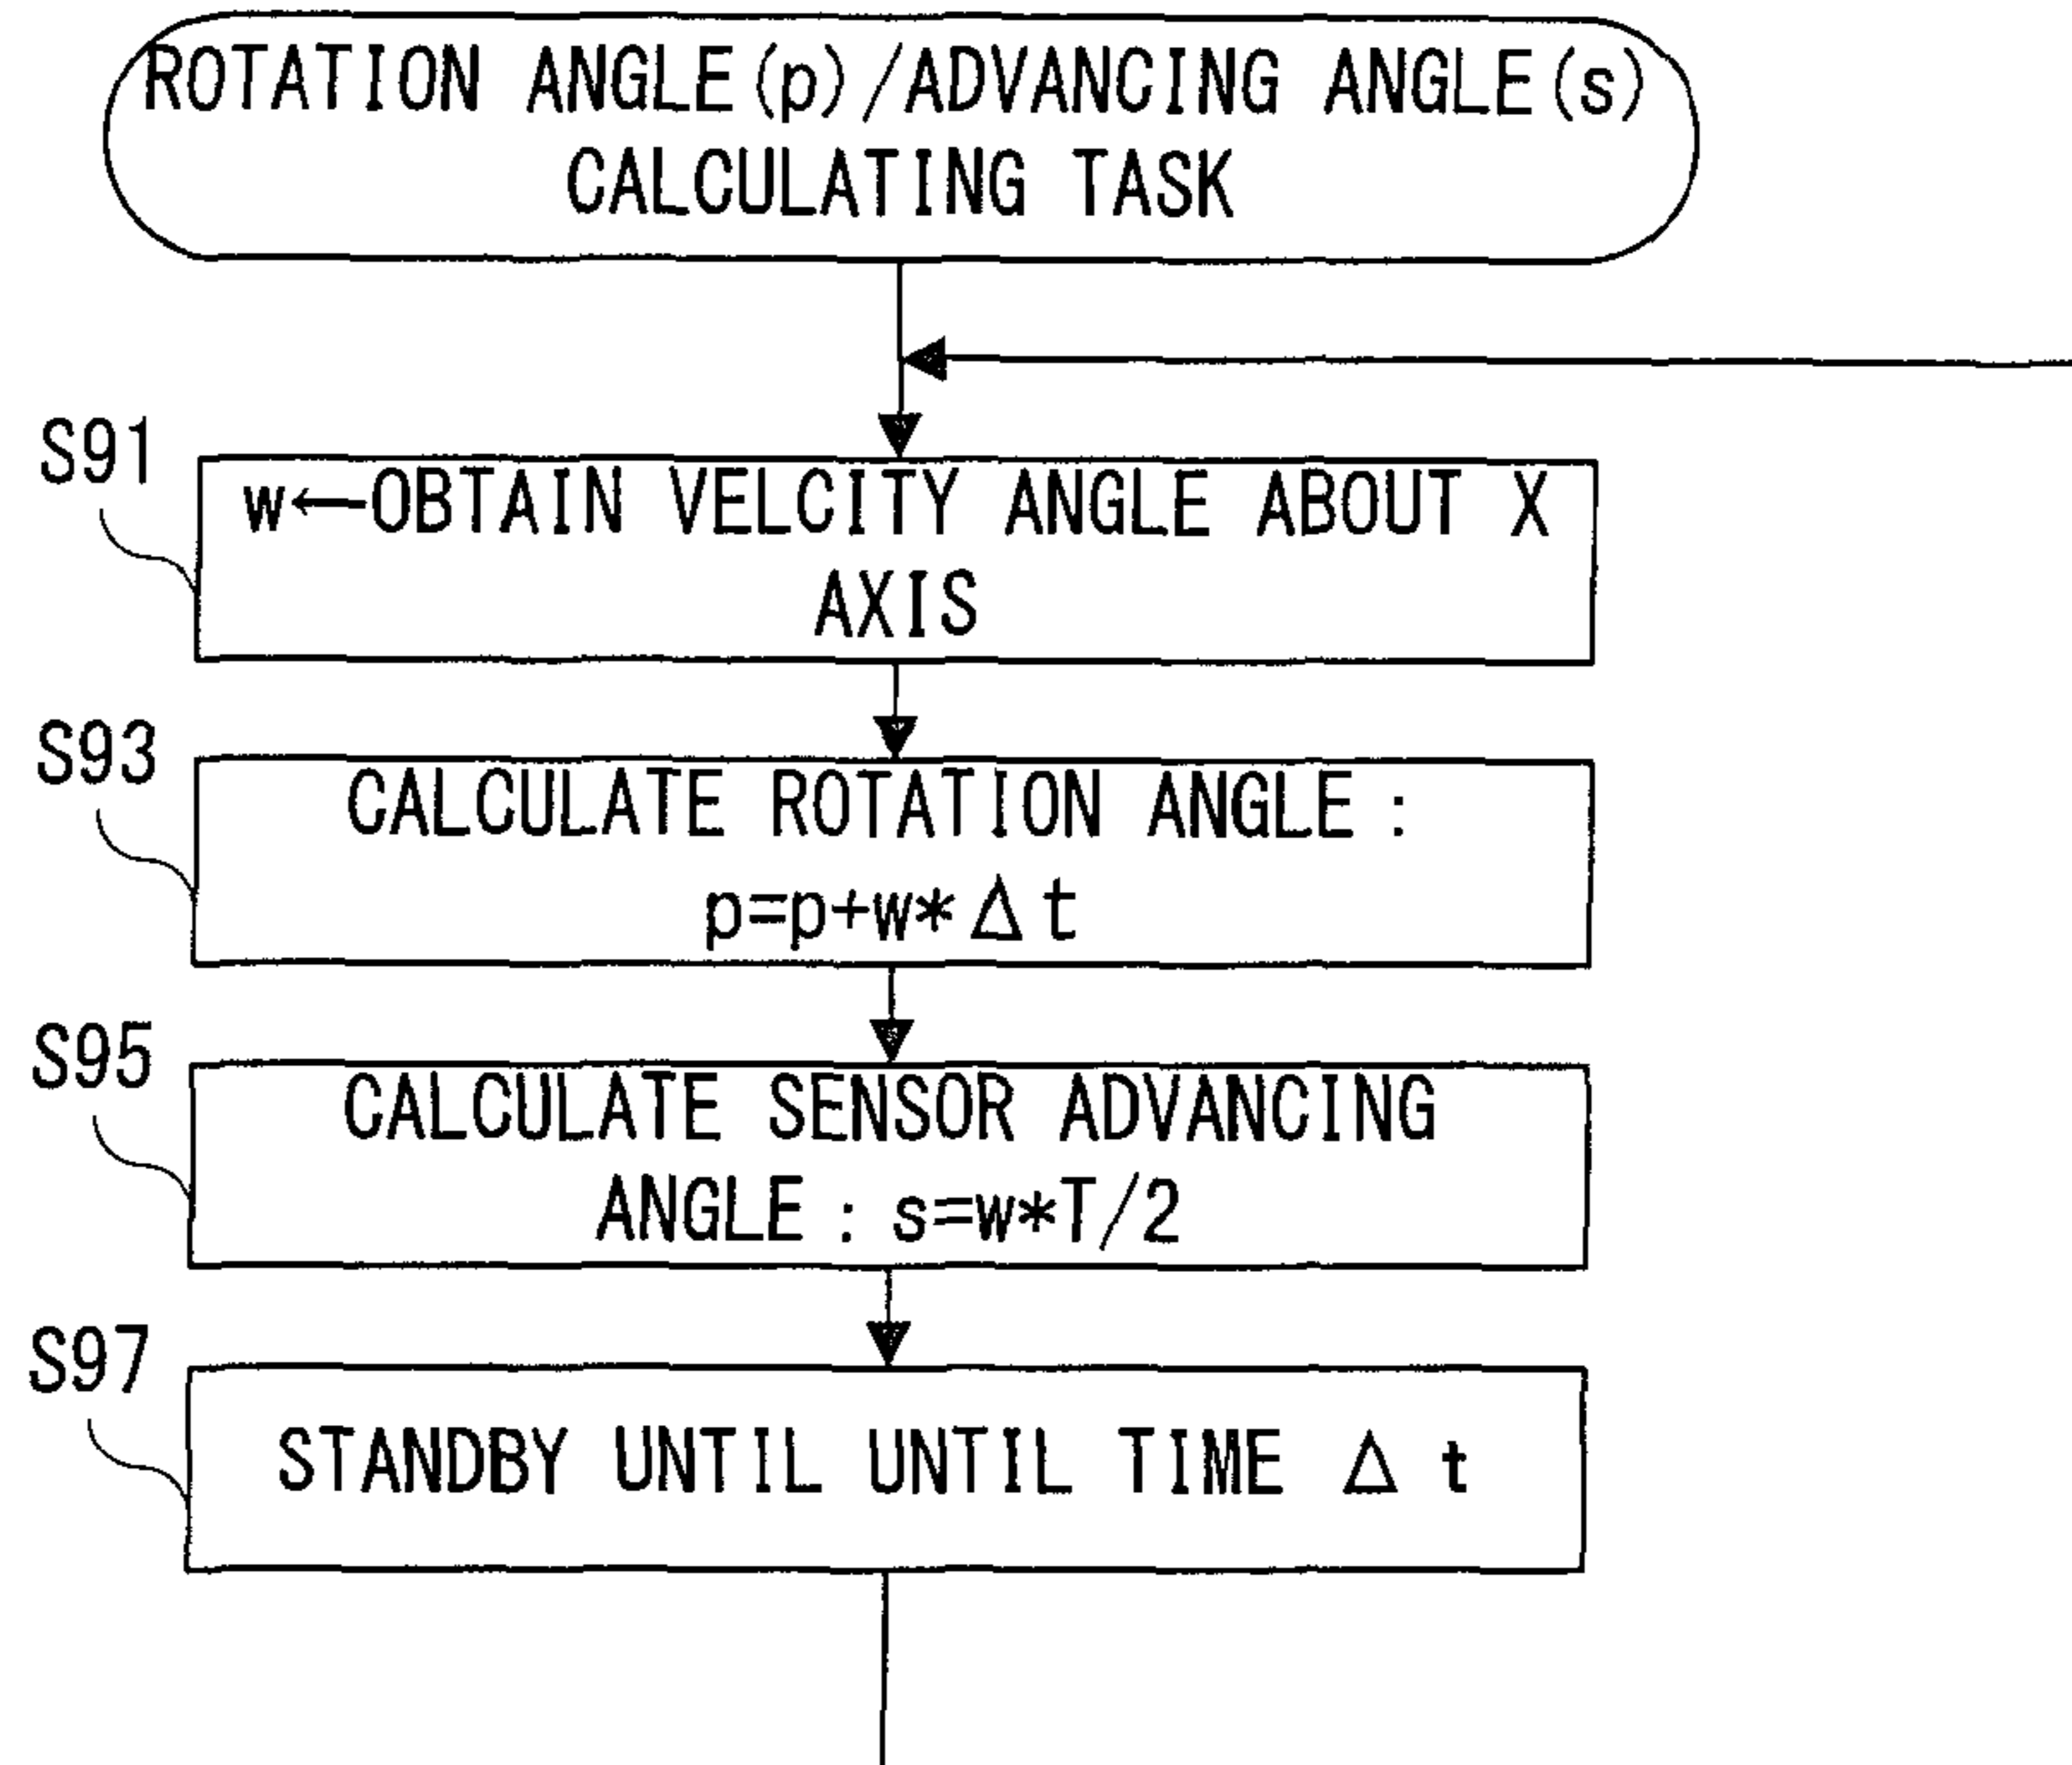 ROTATION ANGLE(p)/ADVANCING ANGLE(s)
CALCULATING TASK
S91
w←OBTAIN VELCITY ANGLE ABOUT X
AXIS
S93
CALCULATE ROTATION ANGLE:
p=p+w*Δt
S95
CALCULATE SENSOR ADVANCING
ANGLE: s=w*T/2
S97
STANDBY UNTIL UNTIL TIME Δ t